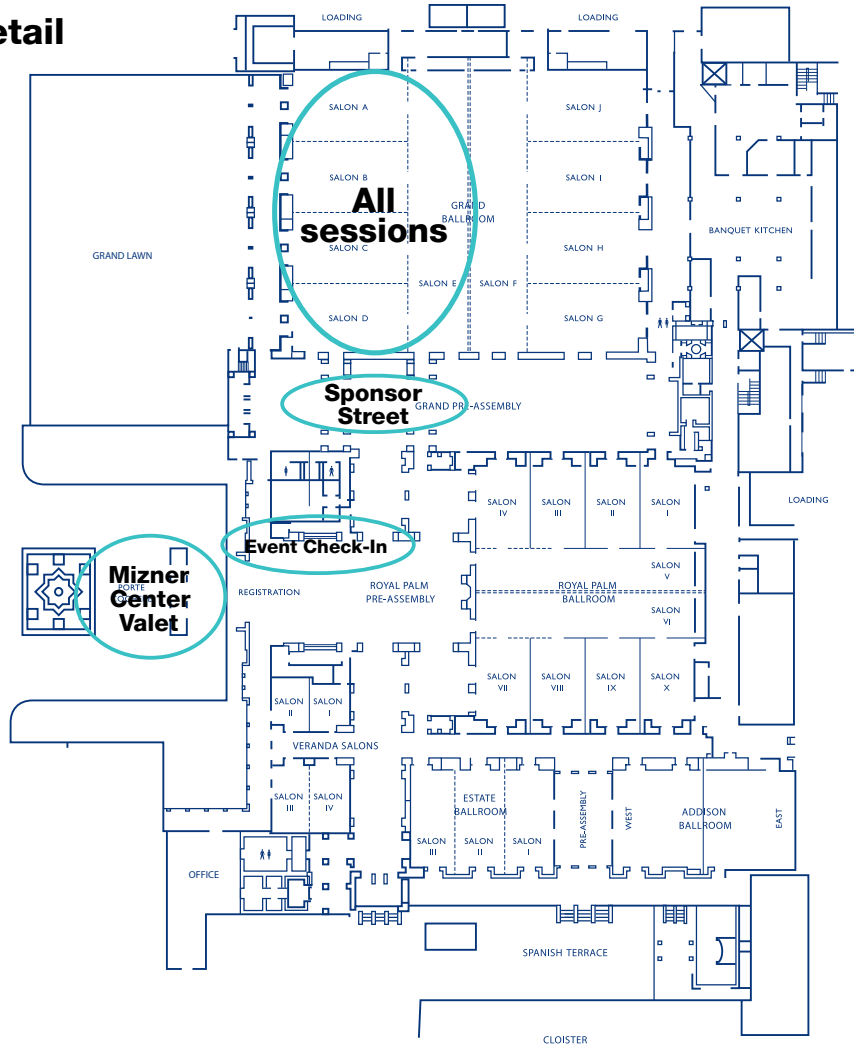 etail
LOADING
LOADING
SALON A
SALON J
SALON B
SALON I
All
sessions
GRAND
BALLROOM
BANQUET KITCHEN
GRAND LAWN
SALON C
SALON H
SALON E
SALON F
SALON D
SALON G
Sponsor
Street
GRAND PRE-ASSEMBLY
SALON
IV
SALON
III
SALON
II
SALON
I
LOADING
Event Check-In
SALON
V
Mizner
Center
Valet
PORTE
REGISTRATION
ROYAL PALM
PRE-ASSEMBLY
ROYAL PALM
BALLROOM
SALON
VI
SALON
VII
SALON
VIII
SALON
IX
SALON
X
SALON
II
SALON
I
VERANDA SALONS
SALON
III
SALON
IV
ESTATE
BALLROOM
SALON
III
SALON
II
SALON
I
PRE-ASSEMBLY
WEST
ADDISON
BALLROOM
EAST
OFFICE
SPANISH TERRACE
CLOISTER